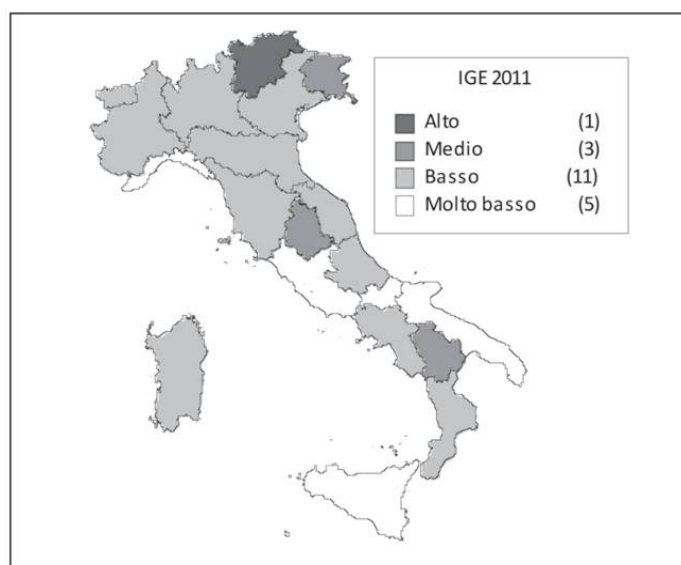 IGE 2011
Alto (1)
Medio (3)
Basso (11)
Molto basso (5)